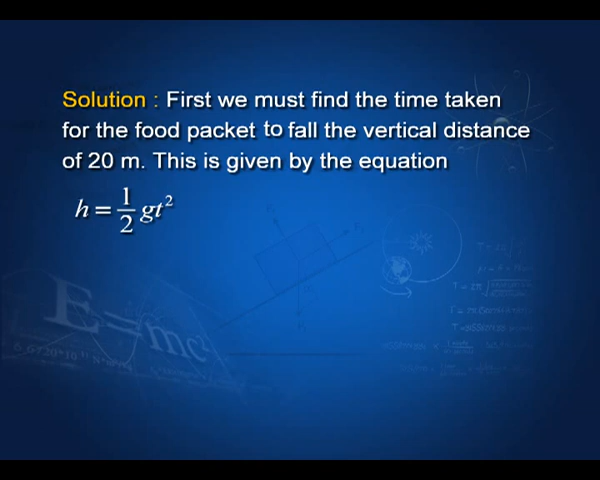 Solution : First we must find the time taken
for the food packet to fall the vertical distance
of 20 m. This is given by the equation
h = 1/2 gt²
E=mc²